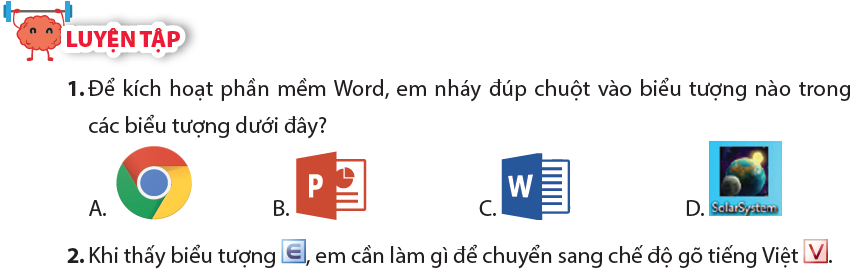 LUYỆN TẬP
1. Để kích hoạt phần mềm Word, em nháy đúp chuột vào biểu tượng nào trong
các biểu tượng dưới đây?
A. B. P C. W D. SolarSystem
2. Khi thấy biểu tượng E, em cần làm gì để chuyển sang chế độ gõ tiếng Việt V.